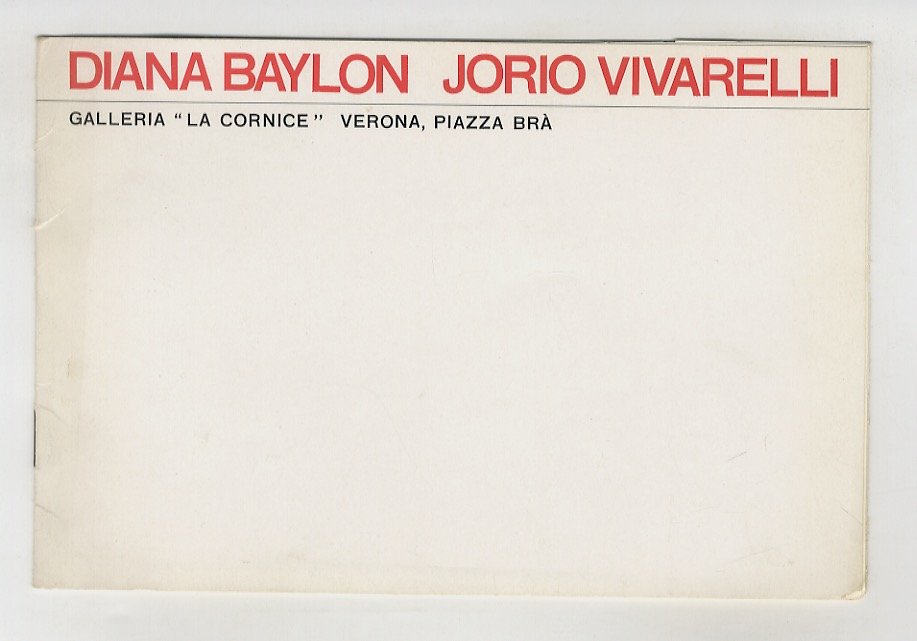 DIANA BAYLON JORIO VIVARELLI
GALLERIA “LA CORNICE” VERONA, PIAZZA BRÀ